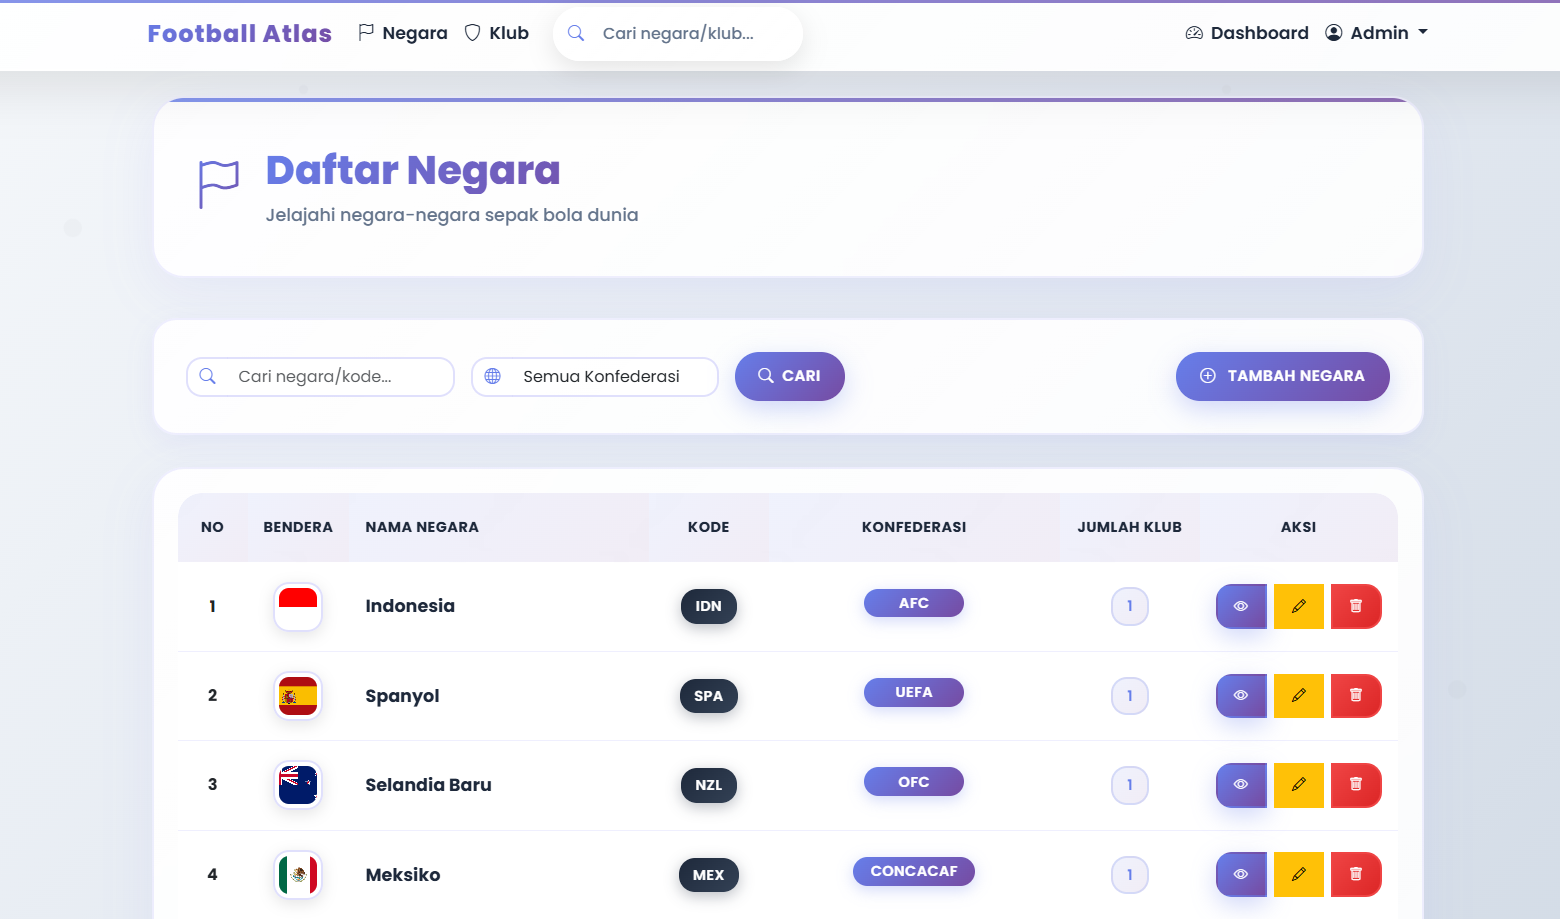 Football Atlas Negara Klub Cari negara/klub... Dashboard Admin
Daftar Negara
Jelajahi negara-negara sepak bola dunia
Cari negara/kode... Semua Konfederasi CARI TAMBAH NEGARA
NO BENDERA NAMA NEGARA KODE KONFEDERASI JUMLAH KLUB AKSI
1 Indonesia IDN AFC 1
2 Spanyol SPA UEFA 1
3 Selandia Baru NZL OFC 1
4 Meksiko MEX CONCACAF 1